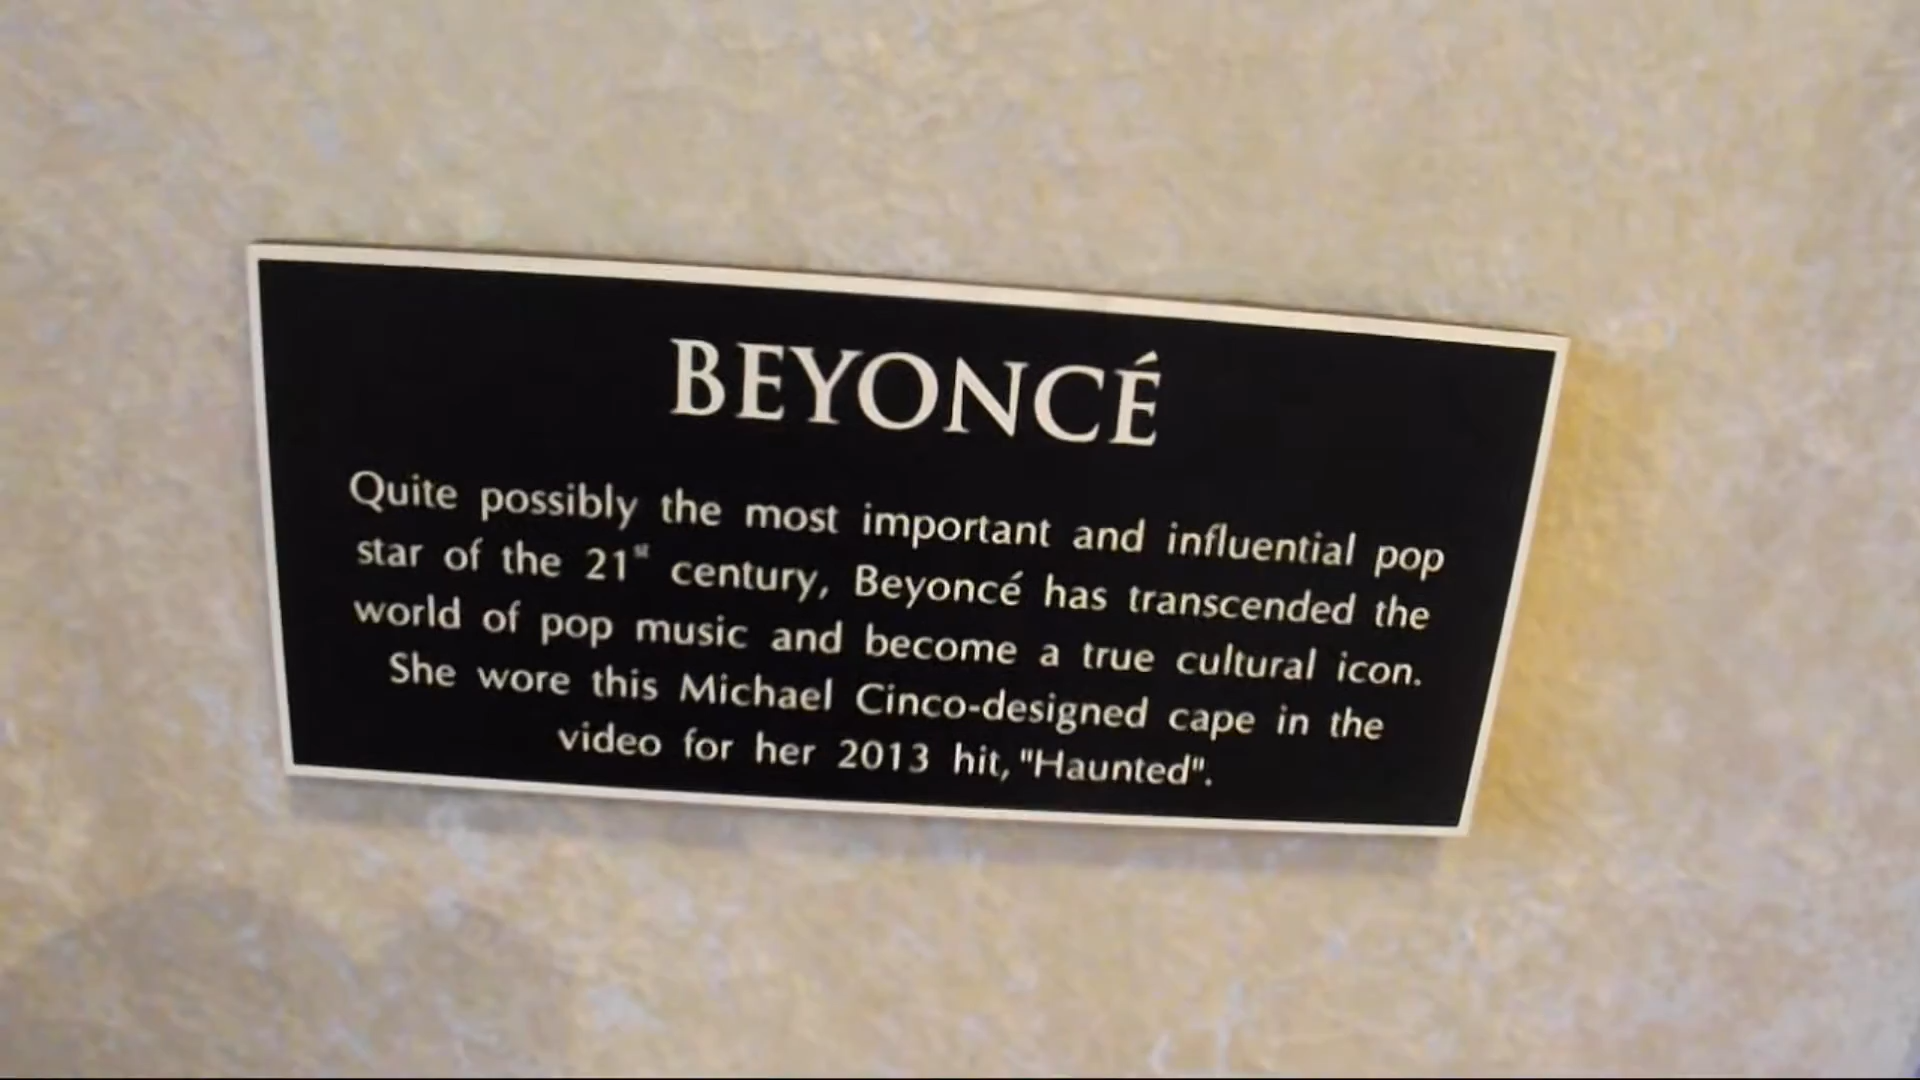 BEYONCÉ
Quite possibly the most important and influential pop
star of the 21st century, Beyoncé has transcended the
world of pop music and become a true cultural icon.
She wore this Michael Cinco-designed cape in the
video for her 2013 hit, "Haunted".